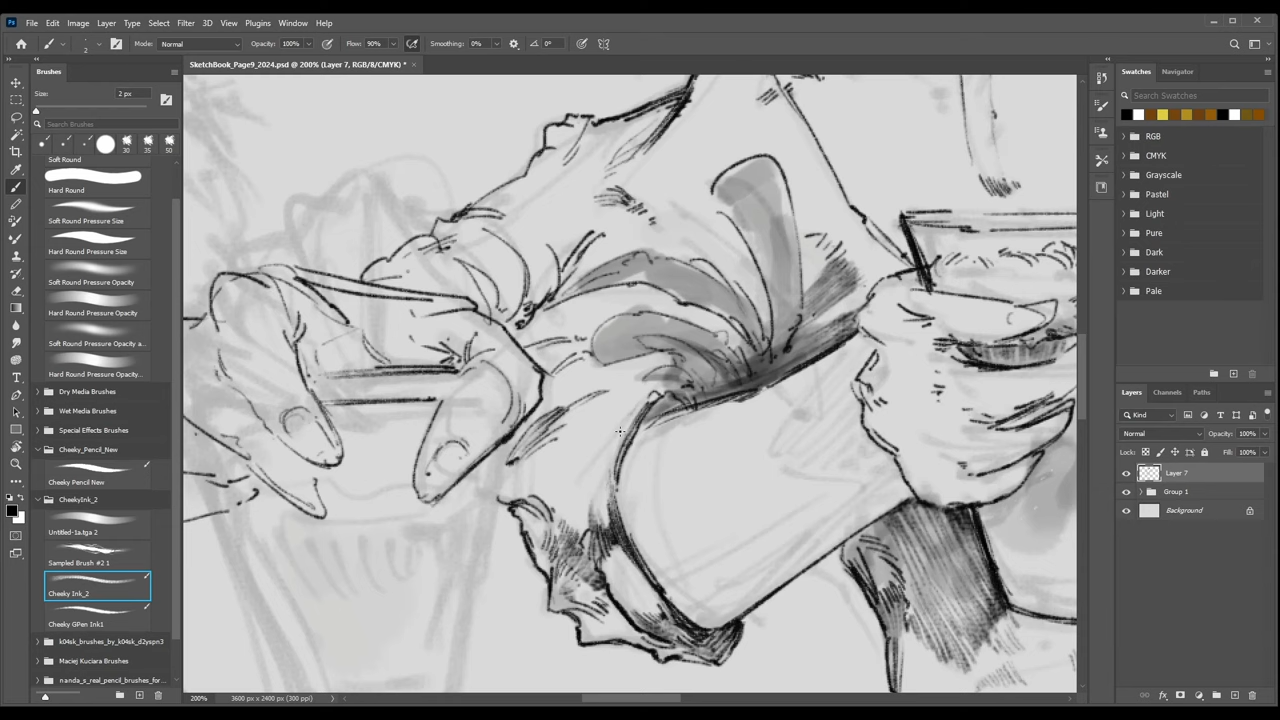 Ps File Edit Image Layer Type Select Filter 3D View Plugins Window Help
2 Mode: Normal Opacity: 100% Flow: 90% Smoothing: 0% 0°
SketchBook_Page9_2024.psd @ 200% (Layer 7, RGB/8/CMYK) *
Brushes
Size: 2 px
Search Brushes
30 35 50
Soft Round
Hard Round
Soft Round Pressure Size
Hard Round Pressure Size
Soft Round Pressure Opacity
Hard Round Pressure Opacity
Soft Round Pressure Opacity a...
Hard Round Pressure Opacity...
Dry Media Brushes
Wet Media Brushes
Special Effects Brushes
Cheeky_Pencil_New
Cheeky Pencil New
CheekyInk_2
Untitled-1a.tga 2
Sampled Brush #2 1
Cheeky Ink_2
Cheeky GPen Ink1
k04sk_brushes_by_k04sk_d2yspn3
Maciej Kuciara Brushes
nanda_s_real_pencil_brushes_for...
200% 3600 px x 2400 px (300 ppi)
Swatches Navigator
Search Swatches
RGB
CMYK
Grayscale
Pastel
Light
Pure
Dark
Darker
Pale
Layers Channels Paths
Kind
Normal Opacity: 100%
Lock: Fill: 100%
Layer 7
Group 1
Background